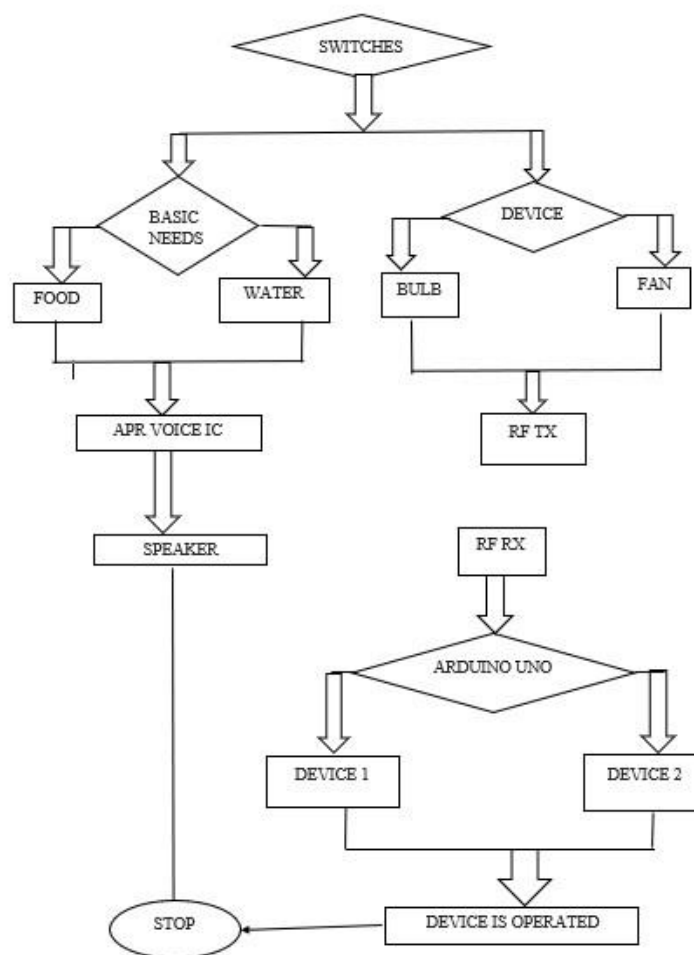 SWITCHES
BASIC
NEEDS
DEVICE
FOOD
WATER
BULB
FAN
APR VOICE IC
RF TX
SPEAKER
RF RX
ARDUINO UNO
DEVICE 1
DEVICE 2
STOP
DEVICE IS OPERATED